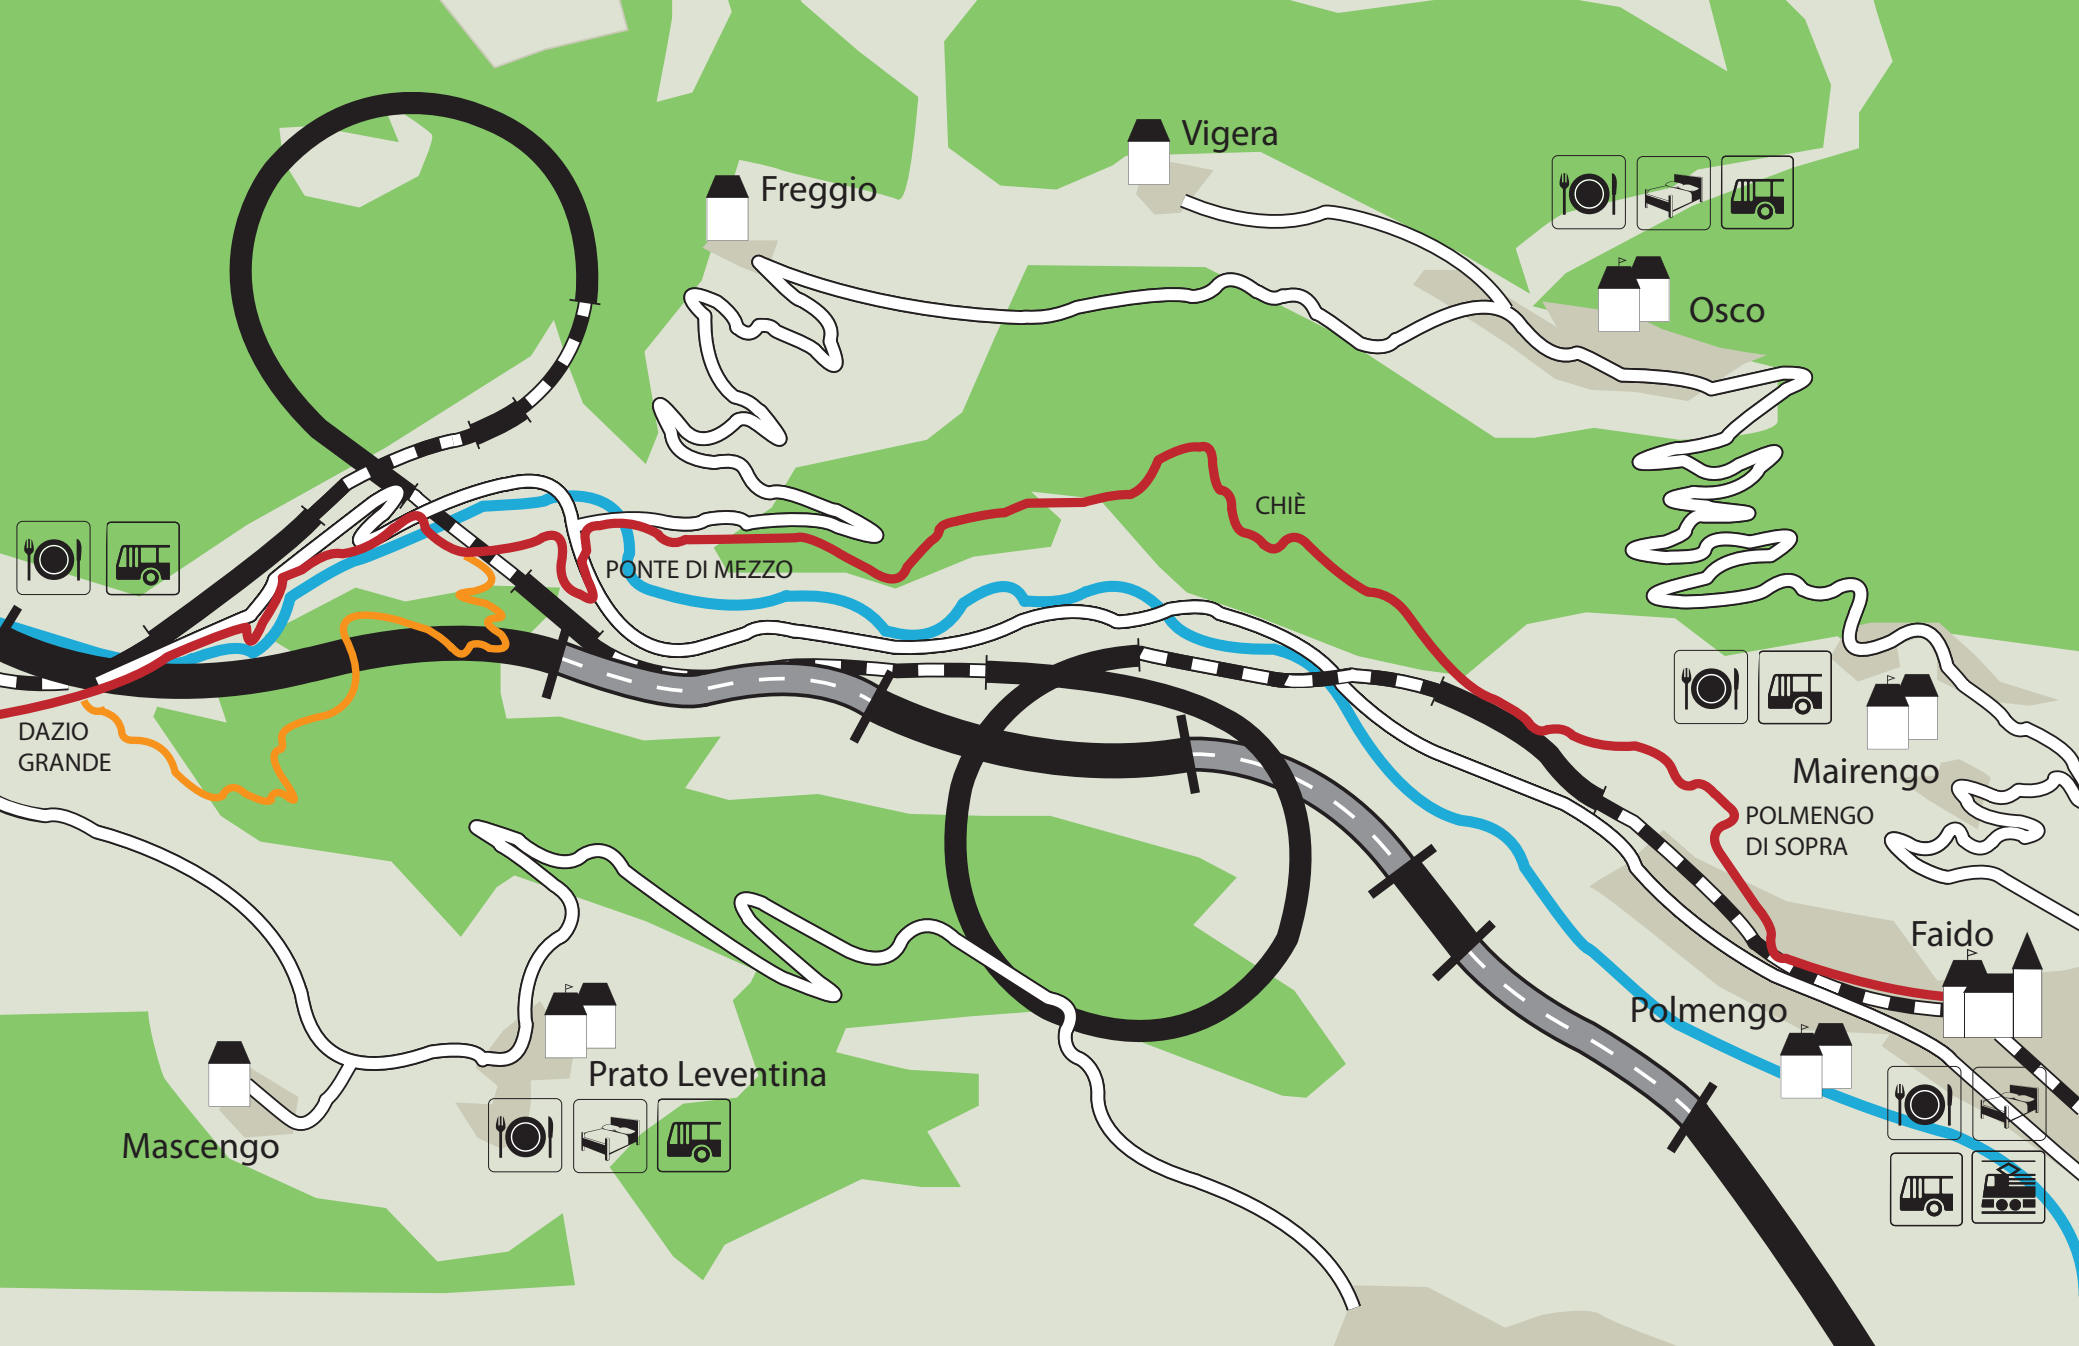 Vigera
Freggio
Osco
CHIÈ
PONTE DI MEZZO
DAZIO
GRANDE
Mairengo
POLMENGO
DI SOPRA
Faido
Polmengo
Prato Leventina
Mascengo